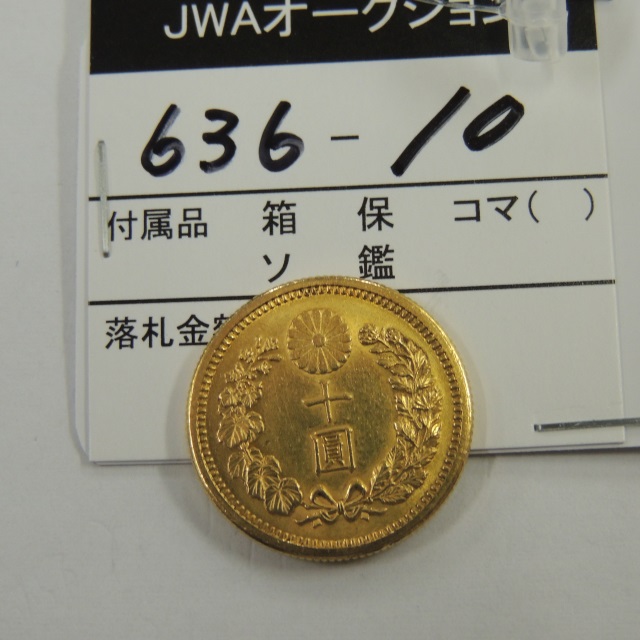 JWAオークション
636-10
付属品 箱 保 コマ( )
ソ 鑑
落札金額
十
圓